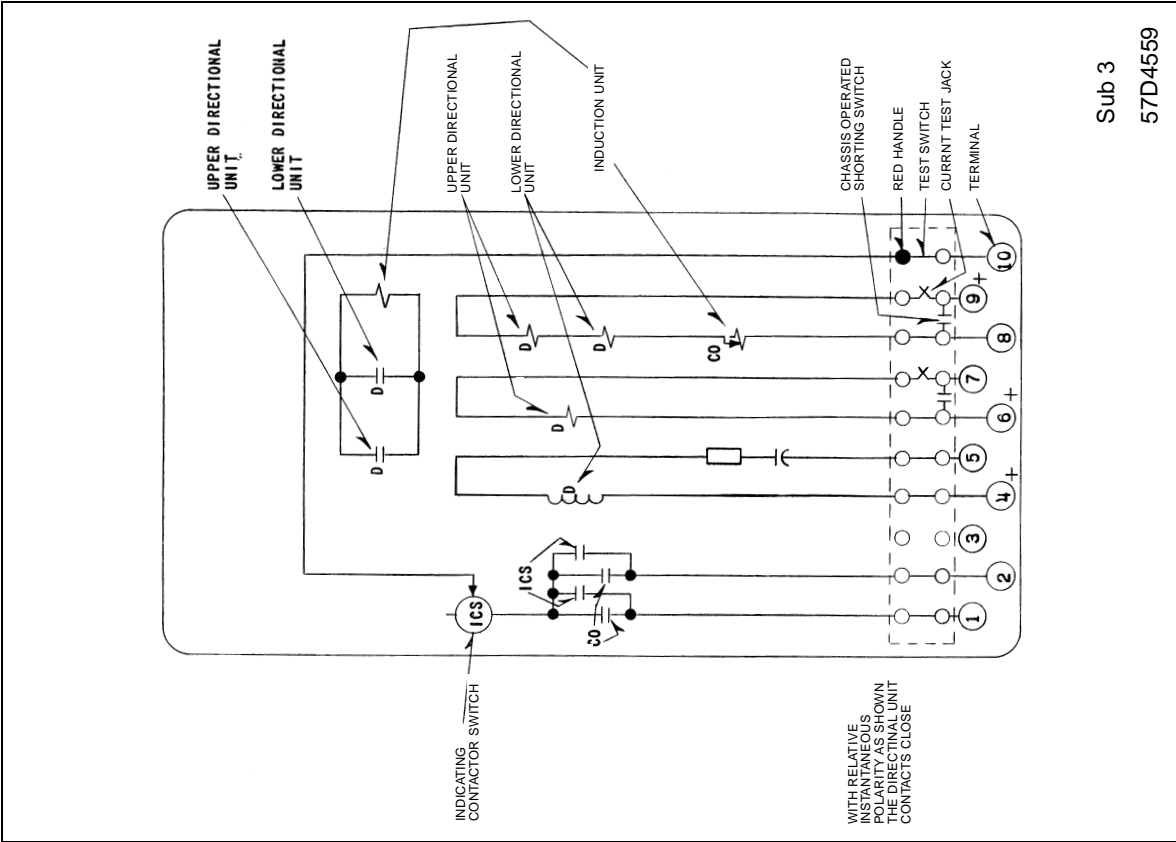 UPPER DIRECTIONAL
UNIT
LOWER DIRECTIONAL
UNIT
UPPER DIRECTIONAL
UNIT
LOWER DIRECTIONAL
UNIT
INDUCTION UNIT
CHASSIS OPERATED
SHORTING SWITCH
RED HANDLE
TEST SWITCH
CURRNT TEST JACK
TERMINAL
Sub 3
57D4559
D
D
D
D
CO
D
D
ICS
ICS
CO
10
9
+
8
7
6
+
5
4
+
3
2
1
INDICATING
CONTACTOR SWITCH
WITH RELATIVE
INSTANTANEOUS
POLARITY AS SHOWN
THE DIRECTINAL UNIT
CONTACTS CLOSE